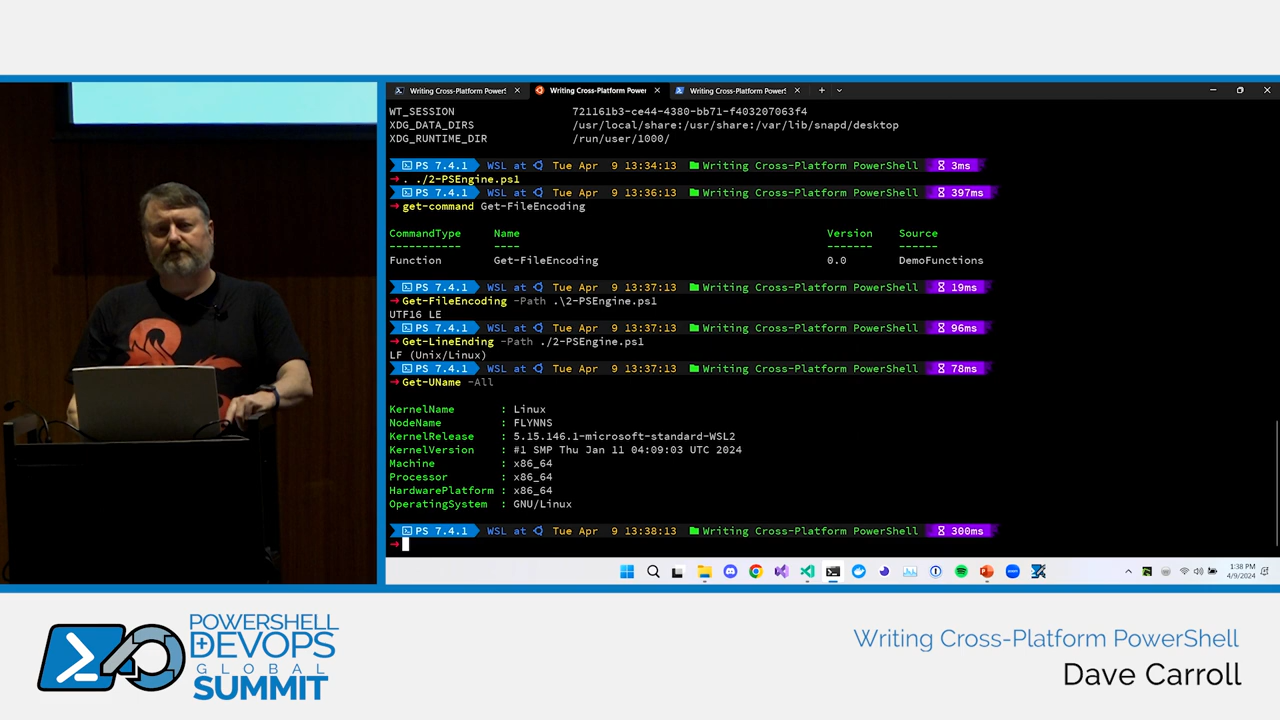 Writing Cross-Platform PowerS
Writing Cross-Platform Power
Writing Cross-Platform PowerS
WT_SESSION 721161b3-ce44-4380-bb71-f403207063f4
XDG_DATA_DIRS /usr/local/share:/usr/share:/var/lib/snapd/desktop
XDG_RUNTIME_DIR /run/user/1000/
PS 7.4.1 WSL at Tue Apr 9 13:34:13 Writing Cross-Platform PowerShell 3ms
. ./2-PSEngine.ps1
PS 7.4.1 WSL at Tue Apr 9 13:36:13 Writing Cross-Platform PowerShell 397ms
get-command Get-FileEncoding
CommandType Name Version Source
----------- ---- ------- ------
Function Get-FileEncoding 0.0 DemoFunctions
PS 7.4.1 WSL at Tue Apr 9 13:37:13 Writing Cross-Platform PowerShell 19ms
Get-FileEncoding -Path .\2-PSEngine.ps1
UTF16 LE
PS 7.4.1 WSL at Tue Apr 9 13:37:13 Writing Cross-Platform PowerShell 96ms
Get-LineEnding -Path ./2-PSEngine.ps1
LF (Unix/Linux)
PS 7.4.1 WSL at Tue Apr 9 13:37:13 Writing Cross-Platform PowerShell 78ms
Get-UName -All
KernelName : Linux
NodeName : FLYNNS
KernelRelease : 5.15.146.1-microsoft-standard-WSL2
KernelVersion : #1 SMP Thu Jan 11 04:09:03 UTC 2024
Machine : x86_64
Processor : x86_64
HardwarePlatform : x86_64
OperatingSystem : GNU/Linux
PS 7.4.1 WSL at Tue Apr 9 13:38:13 Writing Cross-Platform PowerShell 300ms
1:38 PM
4/9/2024
POWERSHELL
DEVOPS
GLOBAL
SUMMIT
Writing Cross-Platform PowerShell
Dave Carroll